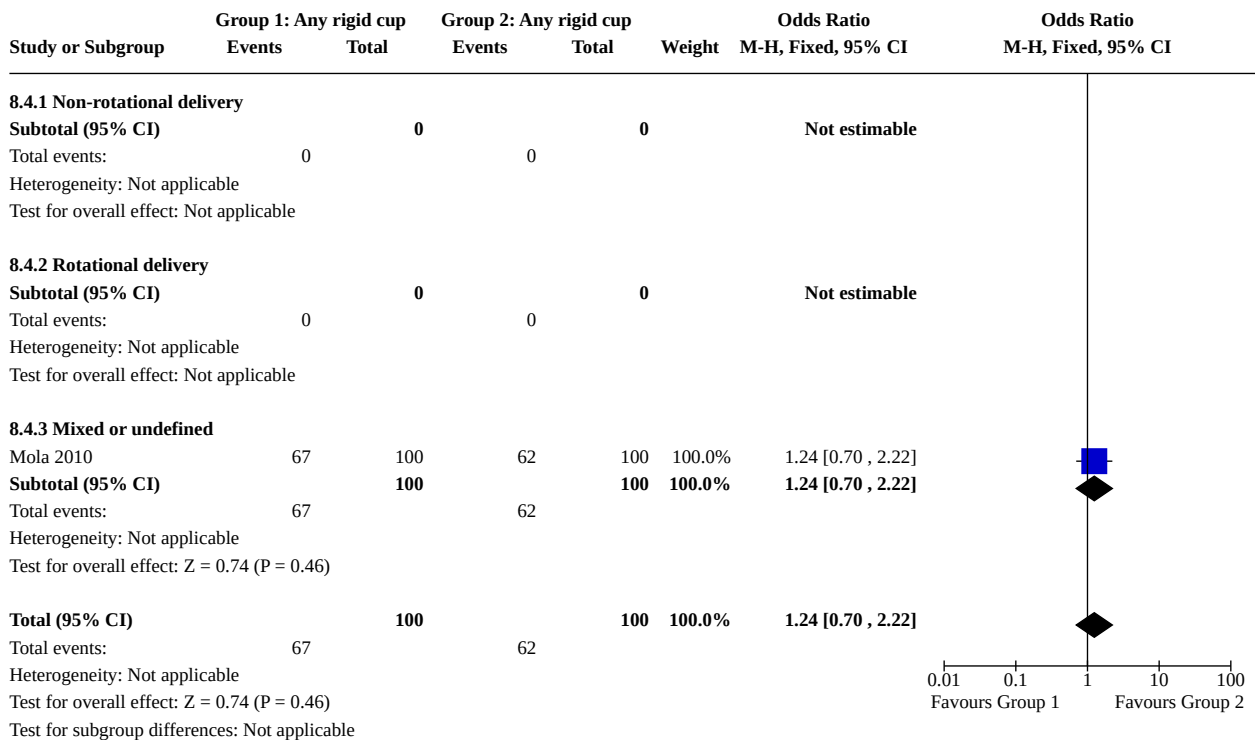 Group 1: Any rigid cup Group 2: Any rigid cup Odds Ratio Odds Ratio
Study or Subgroup Events Total Events Total Weight M-H, Fixed, 95% CI M-H, Fixed, 95% CI
8.4.1 Non-rotational delivery
Subtotal (95% CI) 0 0 Not estimable
Total events: 0 0
Heterogeneity: Not applicable
Test for overall effect: Not applicable
8.4.2 Rotational delivery
Subtotal (95% CI) 0 0 Not estimable
Total events: 0 0
Heterogeneity: Not applicable
Test for overall effect: Not applicable
8.4.3 Mixed or undefined
Mola 2010 67 100 62 100 100.0% 1.24 [0.70 , 2.22]
Subtotal (95% CI) 100 100 100.0% 1.24 [0.70 , 2.22]
Total events: 67 62
Heterogeneity: Not applicable
Test for overall effect: Z = 0.74 (P = 0.46)
Total (95% CI) 100 100 100.0% 1.24 [0.70 , 2.22]
Total events: 67 62
Heterogeneity: Not applicable 0.01 0.1 1 10 100
Test for overall effect: Z = 0.74 (P = 0.46) Favours Group 1 Favours Group 2
Test for subgroup differences: Not applicable